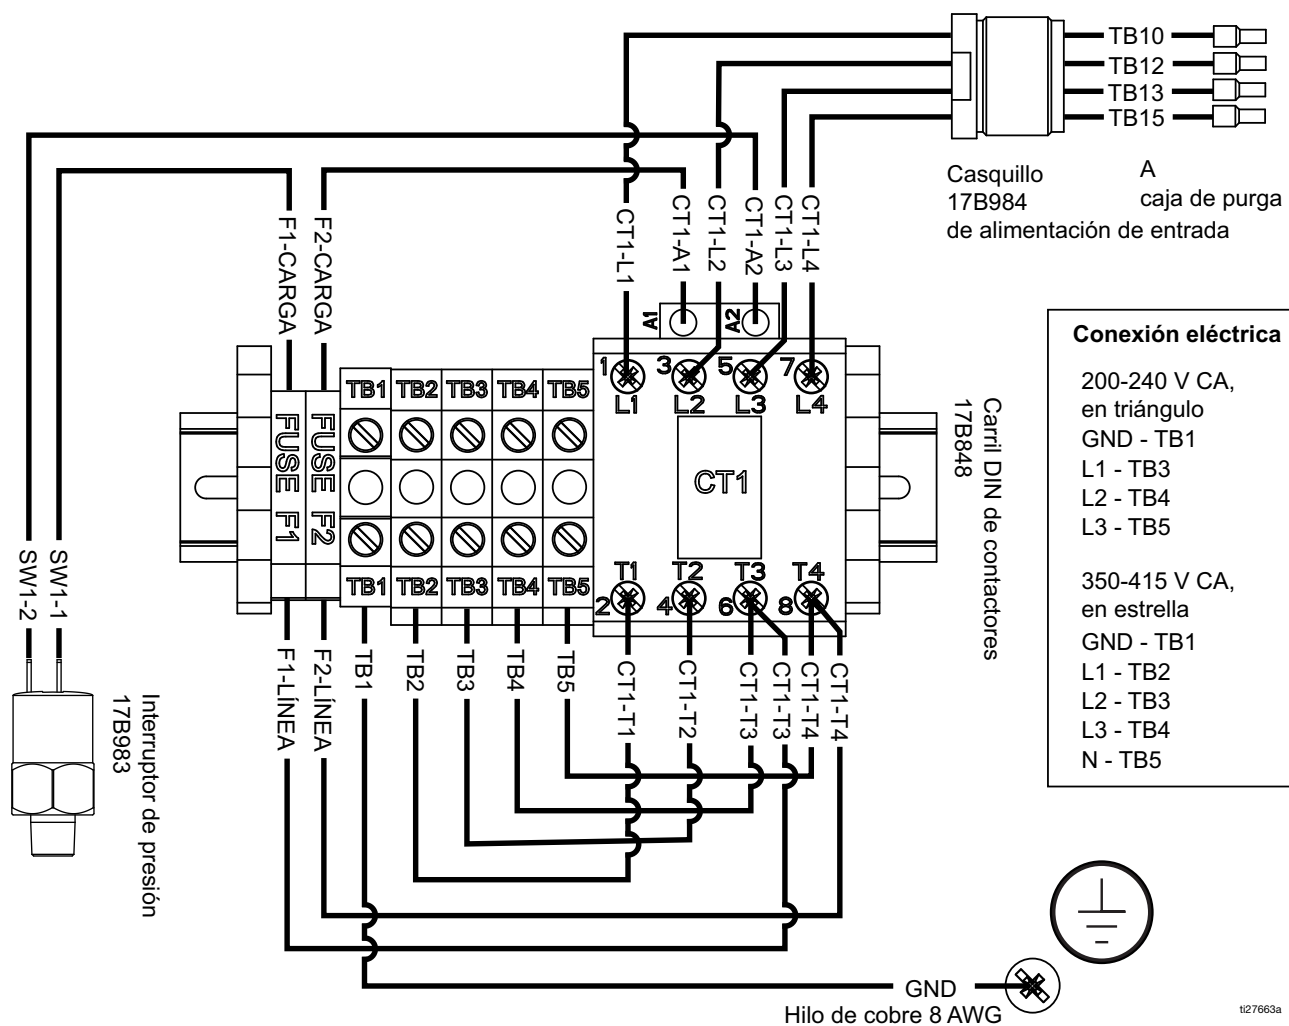 TB10
TB12
TB13
TB15
Casquillo
17B984
de alimentación de entrada
A
caja de purga
F1-CARGA
F2-CARGA
CT1-L1
CT1-A1
CT1-L2
CT1-A2
CT1-L3
CT1-L4
A1
A2
1
3
5
7
L1
L2
L3
L4
FUSE F1
FUSE F2
TB1
TB2
TB3
TB4
TB5
CT1
TB1
TB2
TB3
TB4
TB5
T1
T2
T3
T4
2
4
6
8
Carril DIN de contactores
17B848
SW1-2
SW1-1
F1-LÍNEA
F2-LÍNEA
TB1
TB2
TB3
TB4
TB5
CT1-T1
CT1-T2
CT1-T3
CT1-T3
CT1-T4
CT1-T4
Interruptor de presión
17B983
Conexión eléctrica
200-240 V CA,
en triángulo
GND - TB1
L1 - TB3
L2 - TB4
L3 - TB5
350-415 V CA,
en estrella
GND - TB1
L1 - TB2
L2 - TB3
L3 - TB4
N - TB5
GND
Hilo de cobre 8 AWG
ti27663a